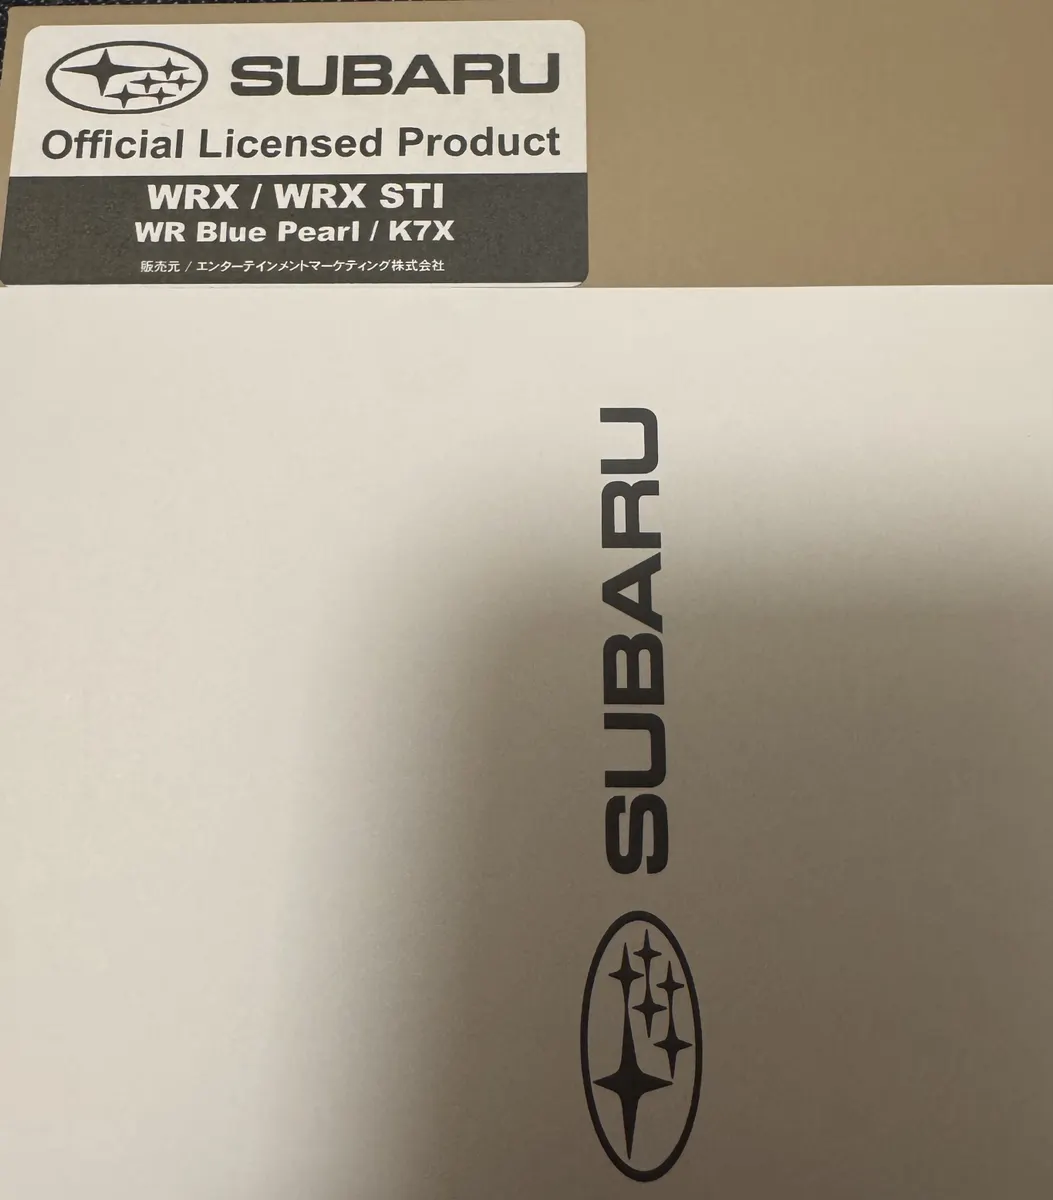 SUBARU
Official Licensed Product
WRX / WRX STI
WR Blue Pearl / K7X
販売元 / エンターテインメントマーケティング株式会社
SUBARU